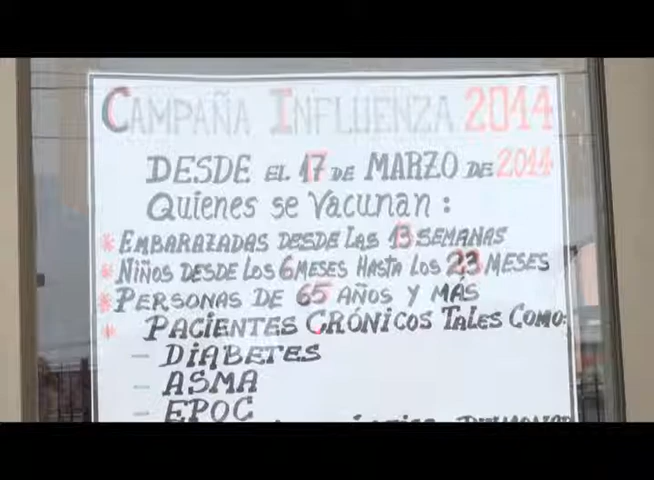 CAMPAÑA INFLUENZA 2014
DESDE EL 17 DE MARZO DE 2014
Quienes se Vacunan :
* EMBARAZADAS DESDE LAS 13 SEMANAS
* NIÑOS DESDE LOS 6 MESES HASTA LOS 23 MESES
* PERSONAS DE 65 AÑOS Y MÁS
* PACIENTES CRÓNICOS TALES COMO:
- DIABETES
- ASMA
- EPOC